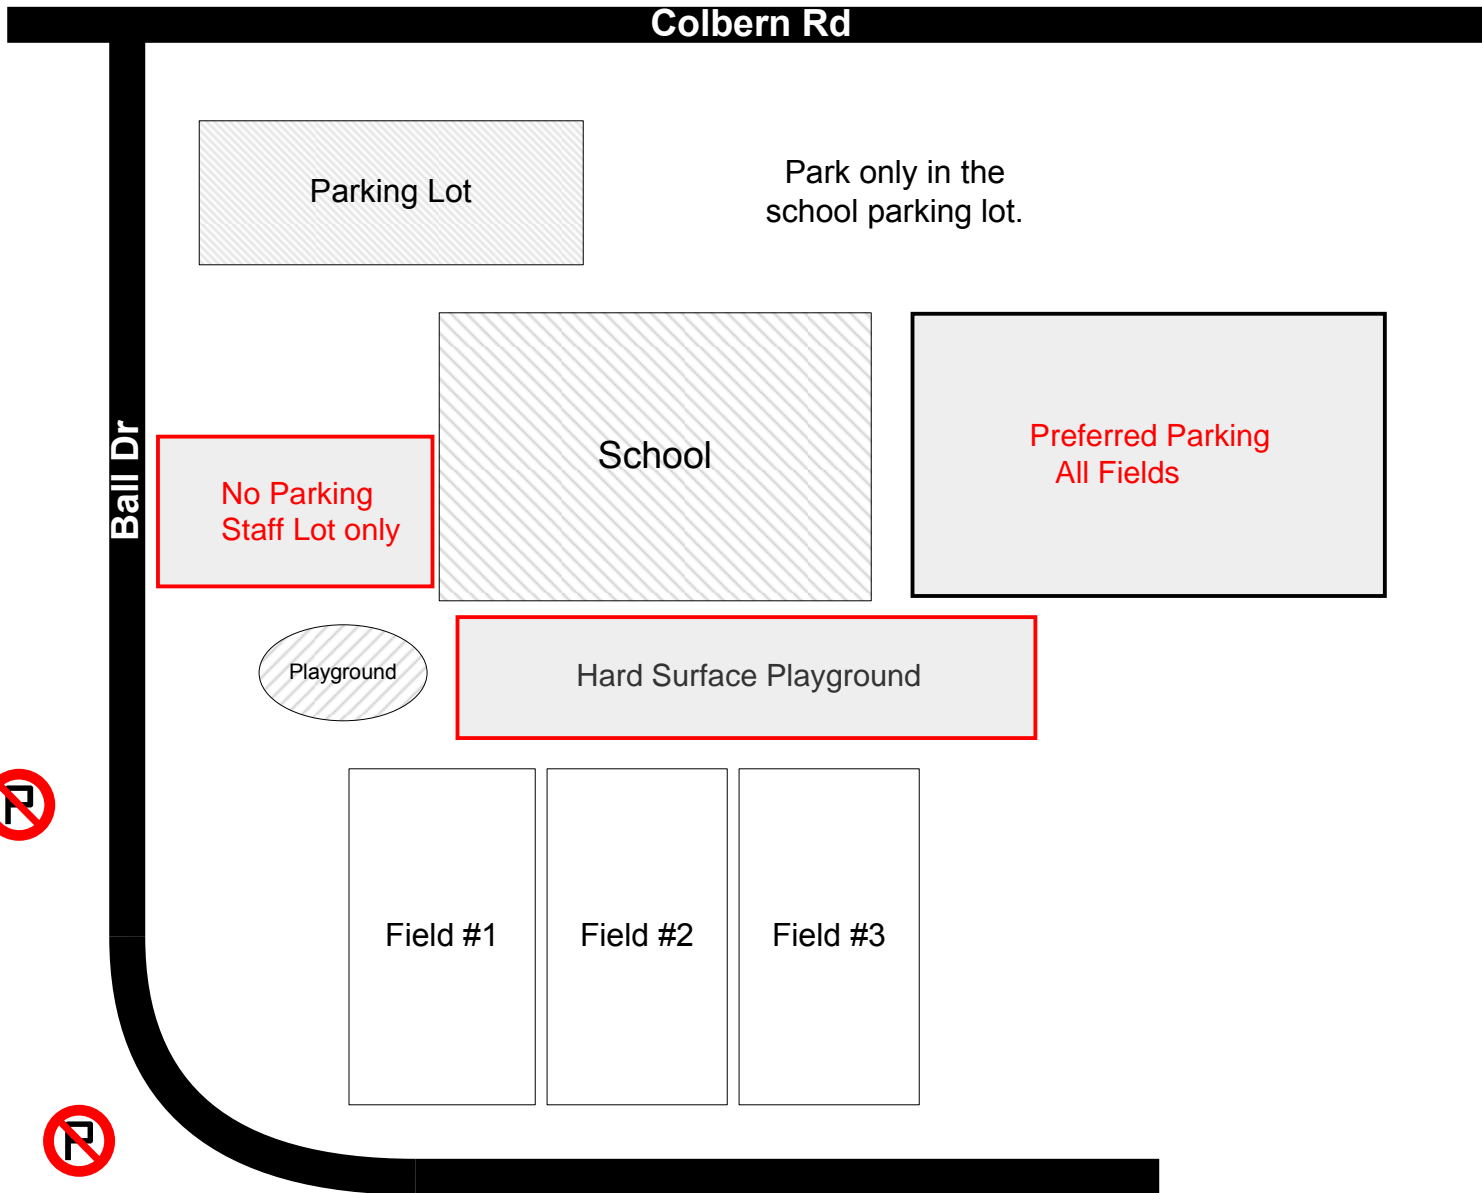 Colbern Rd
Parking Lot
Park only in the
school parking lot.
School
Preferred Parking
All Fields
Ball Dr
No Parking
Staff Lot only
Playground
Hard Surface Playground
P
Field #1
Field #2
Field #3
P